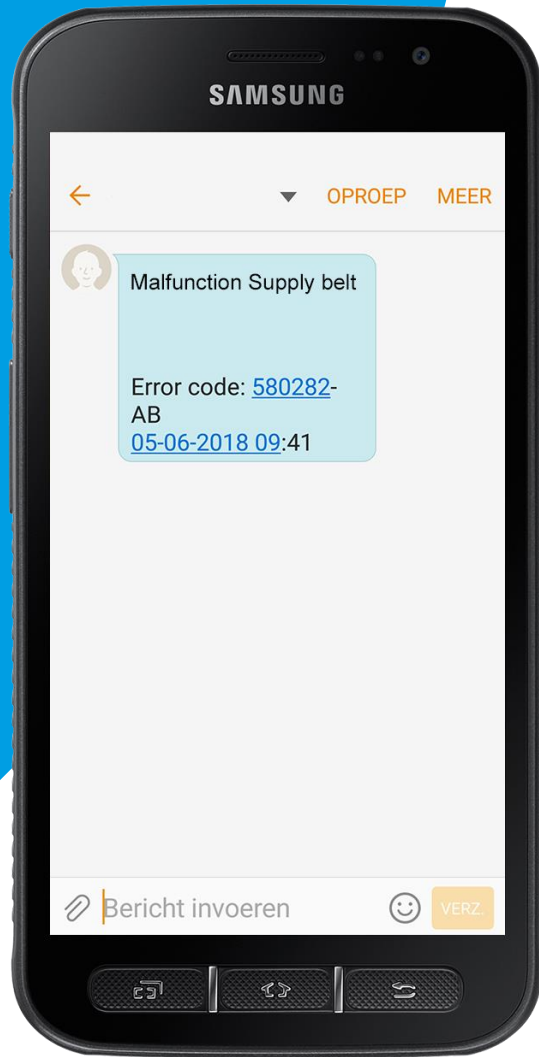 SAMSUNG
OPROEP MEER
Malfunction Supply belt
Error code: 580282-
AB
05-06-2018 09:41
Bericht invoeren VERZ.